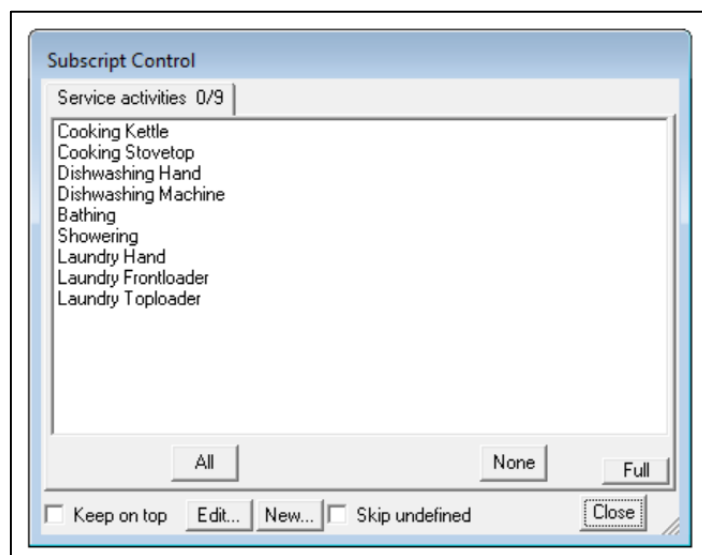 Subscript Control
Service activities 0/9
Cooking Kettle
Cooking Stovetop
Dishwashing Hand
Dishwashing Machine
Bathing
Showering
Laundry Hand
Laundry Frontloader
Laundry Toploader
All None Full
Keep on top Edit... New... Skip undefined Close